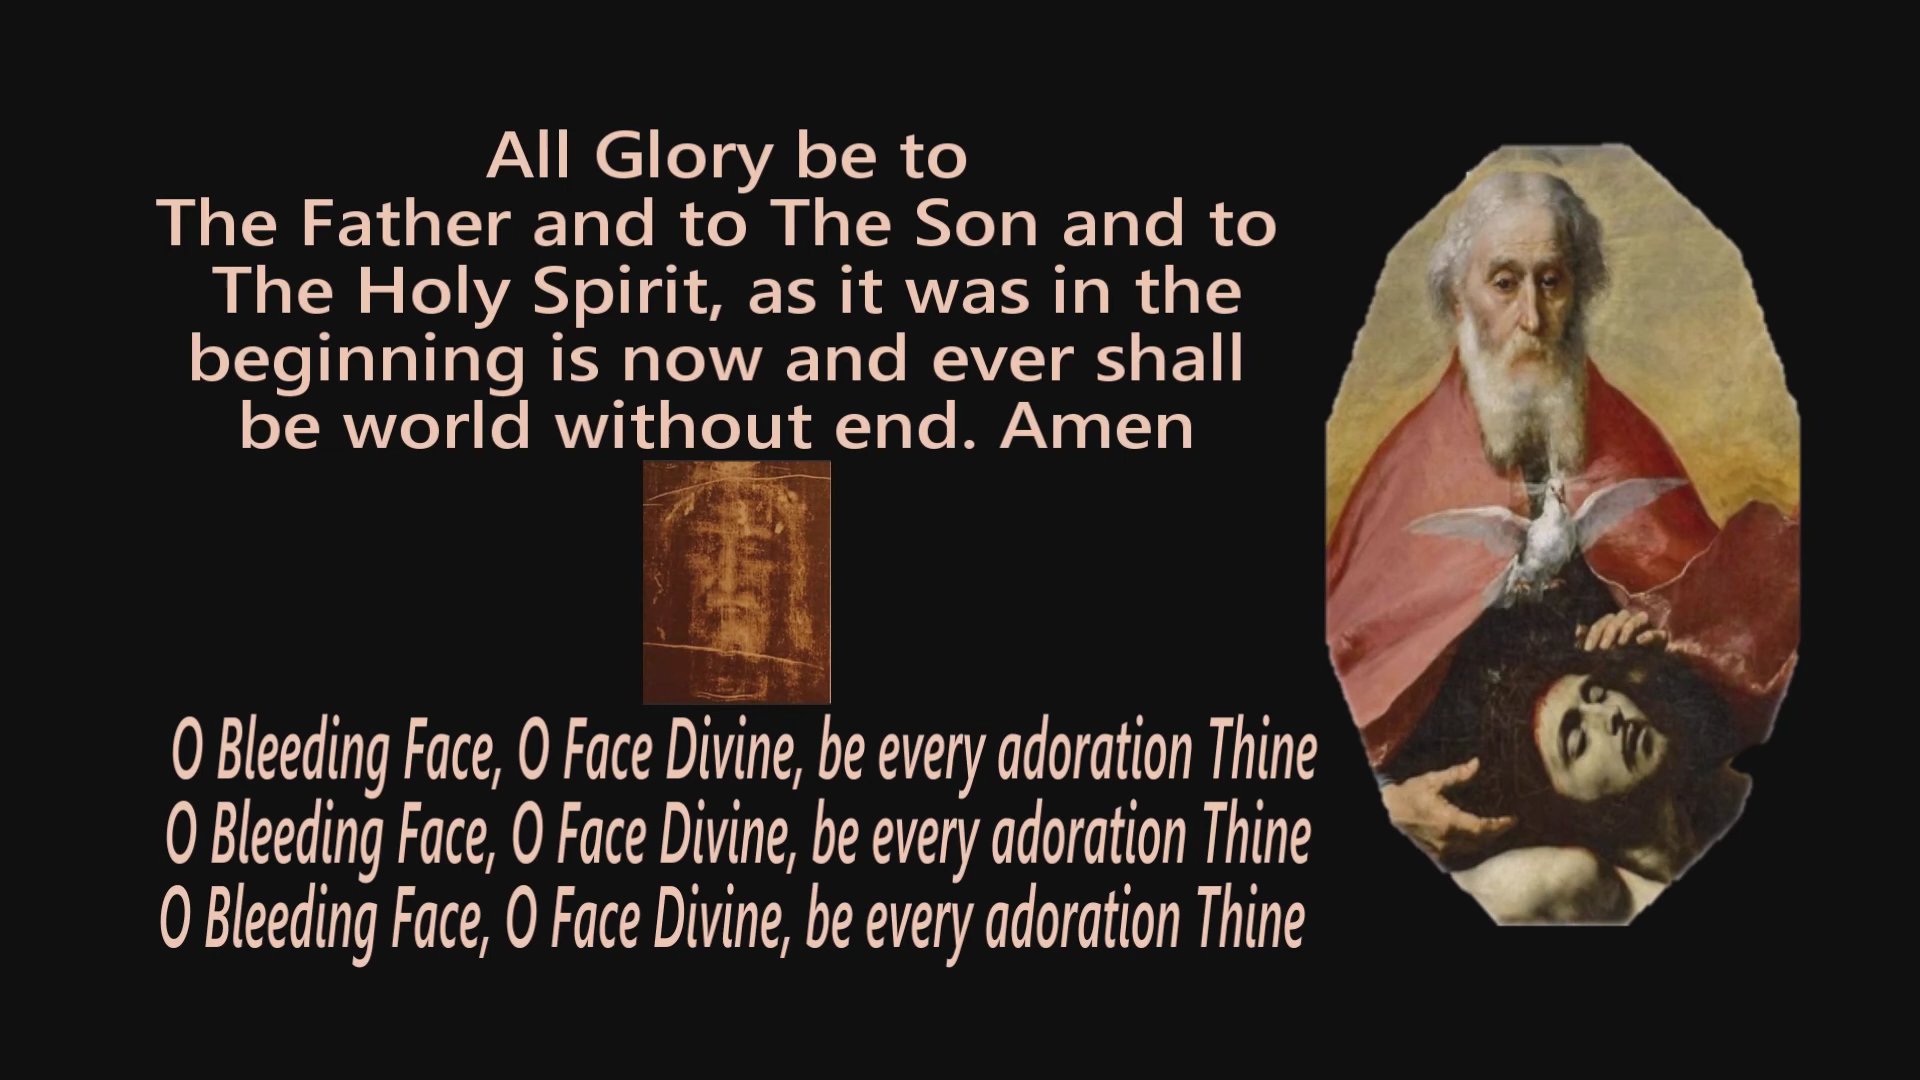 All Glory be to
The Father and to The Son and to
The Holy Spirit, as it was in the
beginning is now and ever shall
be world without end. Amen
O Bleeding Face, O Face Divine, be every adoration Thine
O Bleeding Face, O Face Divine, be every adoration Thine
O Bleeding Face, O Face Divine, be every adoration Thine